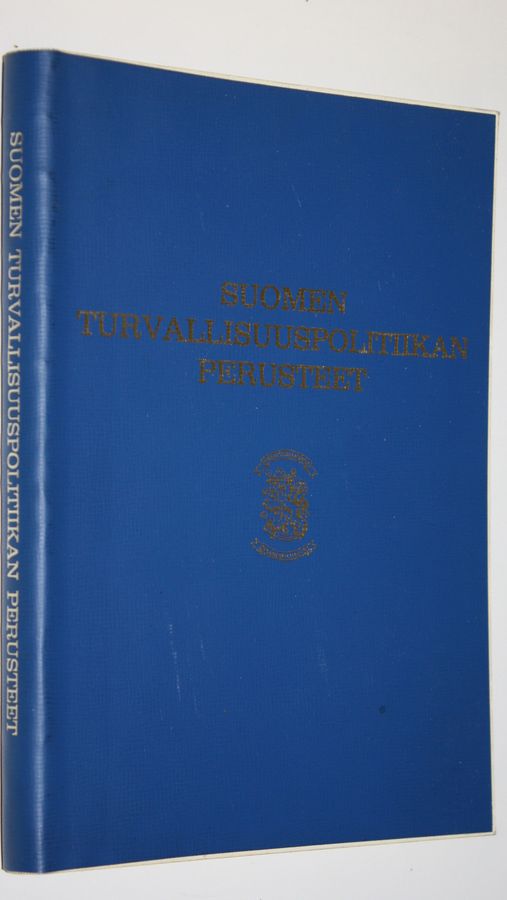 SUOMEN
TURVALLISUUSPOLITIIKAN
PERUSTEET
SUOMEN TURVALLISUUSPOLITIIKAN PERUSTEET